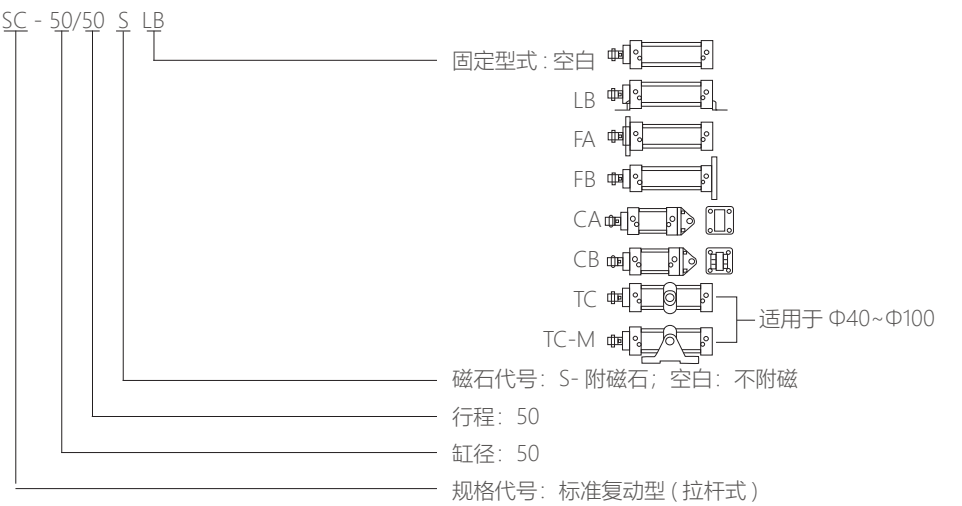 SC - 50/50 S LB
固定型式 : 空白
LB
FA
FB
CA
CB
TC
适用于 Φ40~Φ100
TC-M
磁石代号：S- 附磁石；空白：不附磁
行程：50
缸径：50
规格代号：标准复动型 ( 拉杆式 )